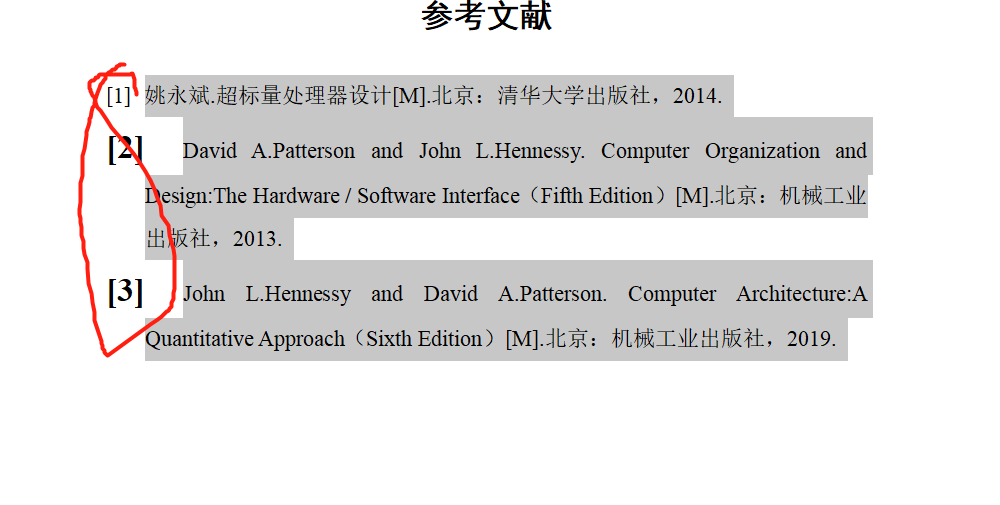 参考文献
[1] 姚永斌.超标量处理器设计[M].北京：清华大学出版社，2014.
[2] David A.Patterson and John L.Hennessy. Computer Organization and
Design:The Hardware / Software Interface（Fifth Edition）[M].北京：机械工业
出版社，2013.
[3] John L.Hennessy and David A.Patterson. Computer Architecture:A
Quantitative Approach（Sixth Edition）[M].北京：机械工业出版社，2019.